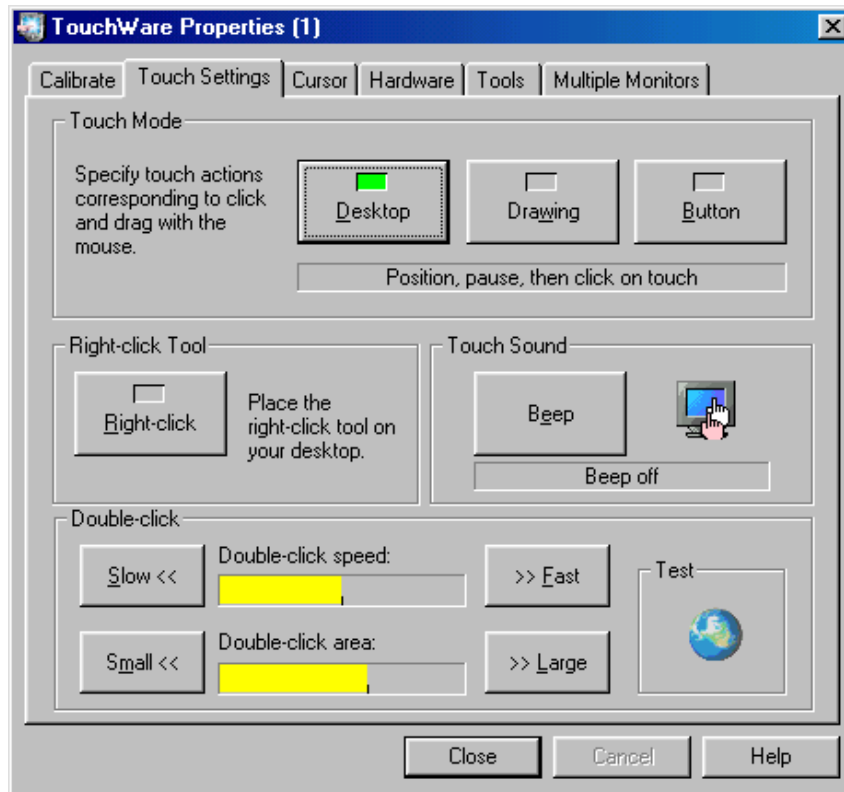 TouchWare Properties (1)
Calibrate Touch Settings Cursor Hardware Tools Multiple Monitors
Touch Mode
Specify touch actions
corresponding to click
and drag with the
mouse.
Desktop Drawing Button
Position, pause, then click on touch
Right-click Tool
Right-click
Place the
right-click tool on
your desktop.
Touch Sound
Beep
Beep off
Double-click
Slow << Double-click speed: >> Fast
Small << Double-click area: >> Large
Test
Close Cancel Help